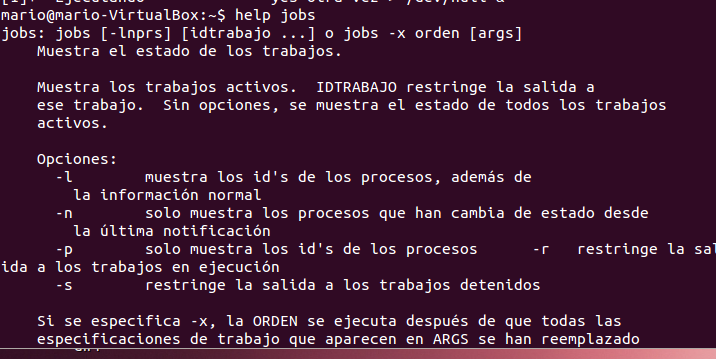 mario@mario-VirtualBox:~$ help jobs
jobs: jobs [-lnprs] [idtrabajo ...] o jobs -x orden [args]
    Muestra el estado de los trabajos.

    Muestra los trabajos activos.  IDTRABAJO restringe la salida a
    ese trabajo.  Sin opciones, se muestra el estado de todos los trabajos
    activos.

    Opciones:
      -l        muestra los id's de los procesos, además de
        la información normal
      -n        solo muestra los procesos que han cambia de estado desde
        la última notificación
      -p        solo muestra los id's de los procesos      -r   restringe la sal
ida a los trabajos en ejecución
      -s        restringe la salida a los trabajos detenidos

    Si se especifica -x, la ORDEN se ejecuta después de que todas las
    especificaciones de trabajo que aparecen en ARGS se han reemplazado